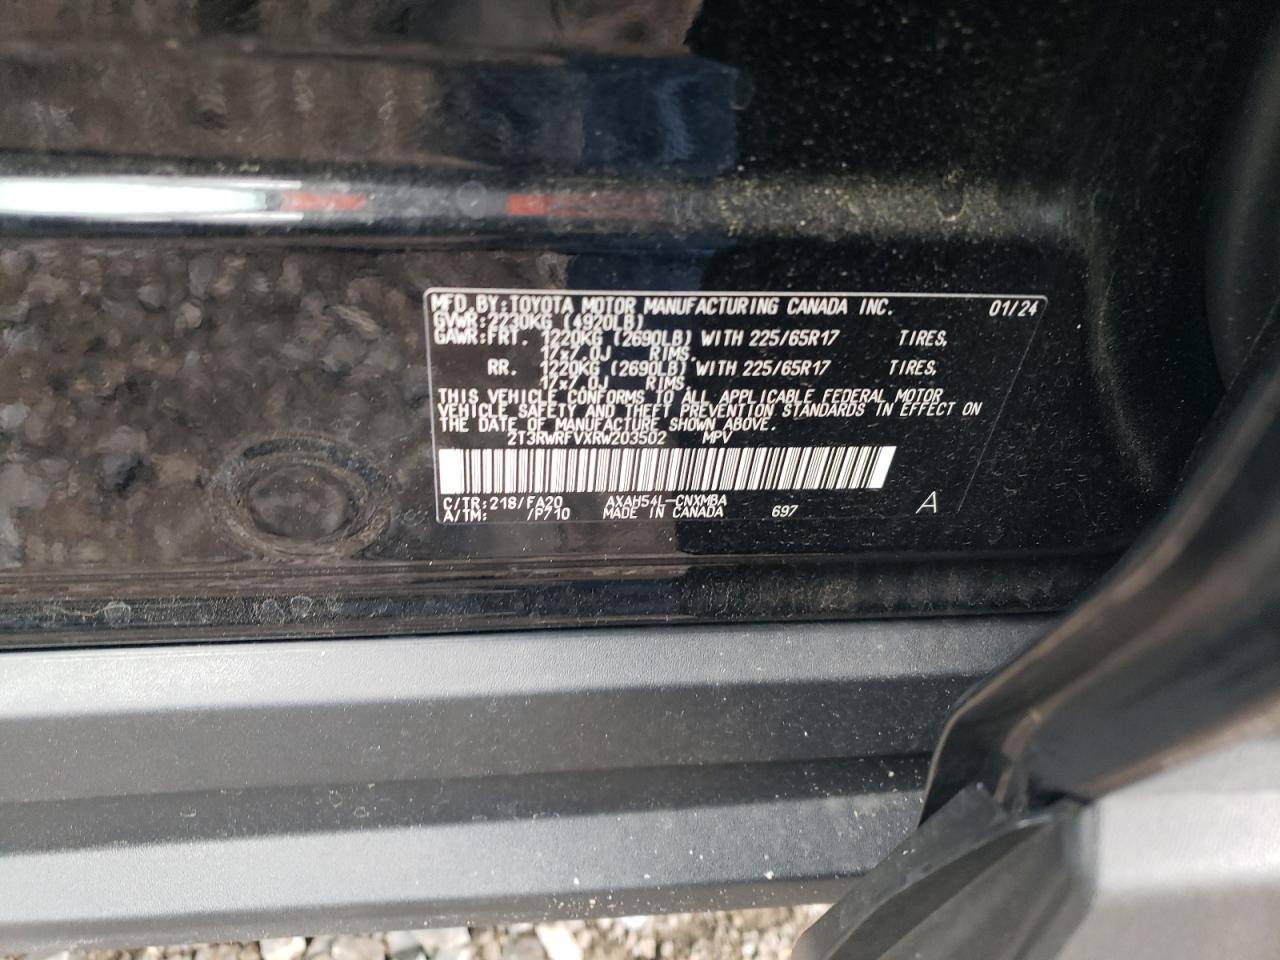 MFD. BY: TOYOTA MOTOR MANUFACTURING CANADA INC. 01/24
GVWR: 2230KG (4920LB)
GAWR: FRT. 1220KG (2690LB) WITH 225/65R17 TIRES,
17x7.0J RIMS.
RR. 1220KG (2690LB) WITH 225/65R17 TIRES,
17x7.0J RIMS.
THIS VEHICLE CONFORMS TO ALL APPLICABLE FEDERAL MOTOR
VEHICLE SAFETY AND THEFT PREVENTION STANDARDS IN EFFECT ON
THE DATE OF MANUFACTURE SHOWN ABOVE.
2T3RWRFVXRW203502 MPV
C/TR: 218/FA20 AXAH54L-CNXMBA
A/TM: /P710 MADE IN CANADA 697 A